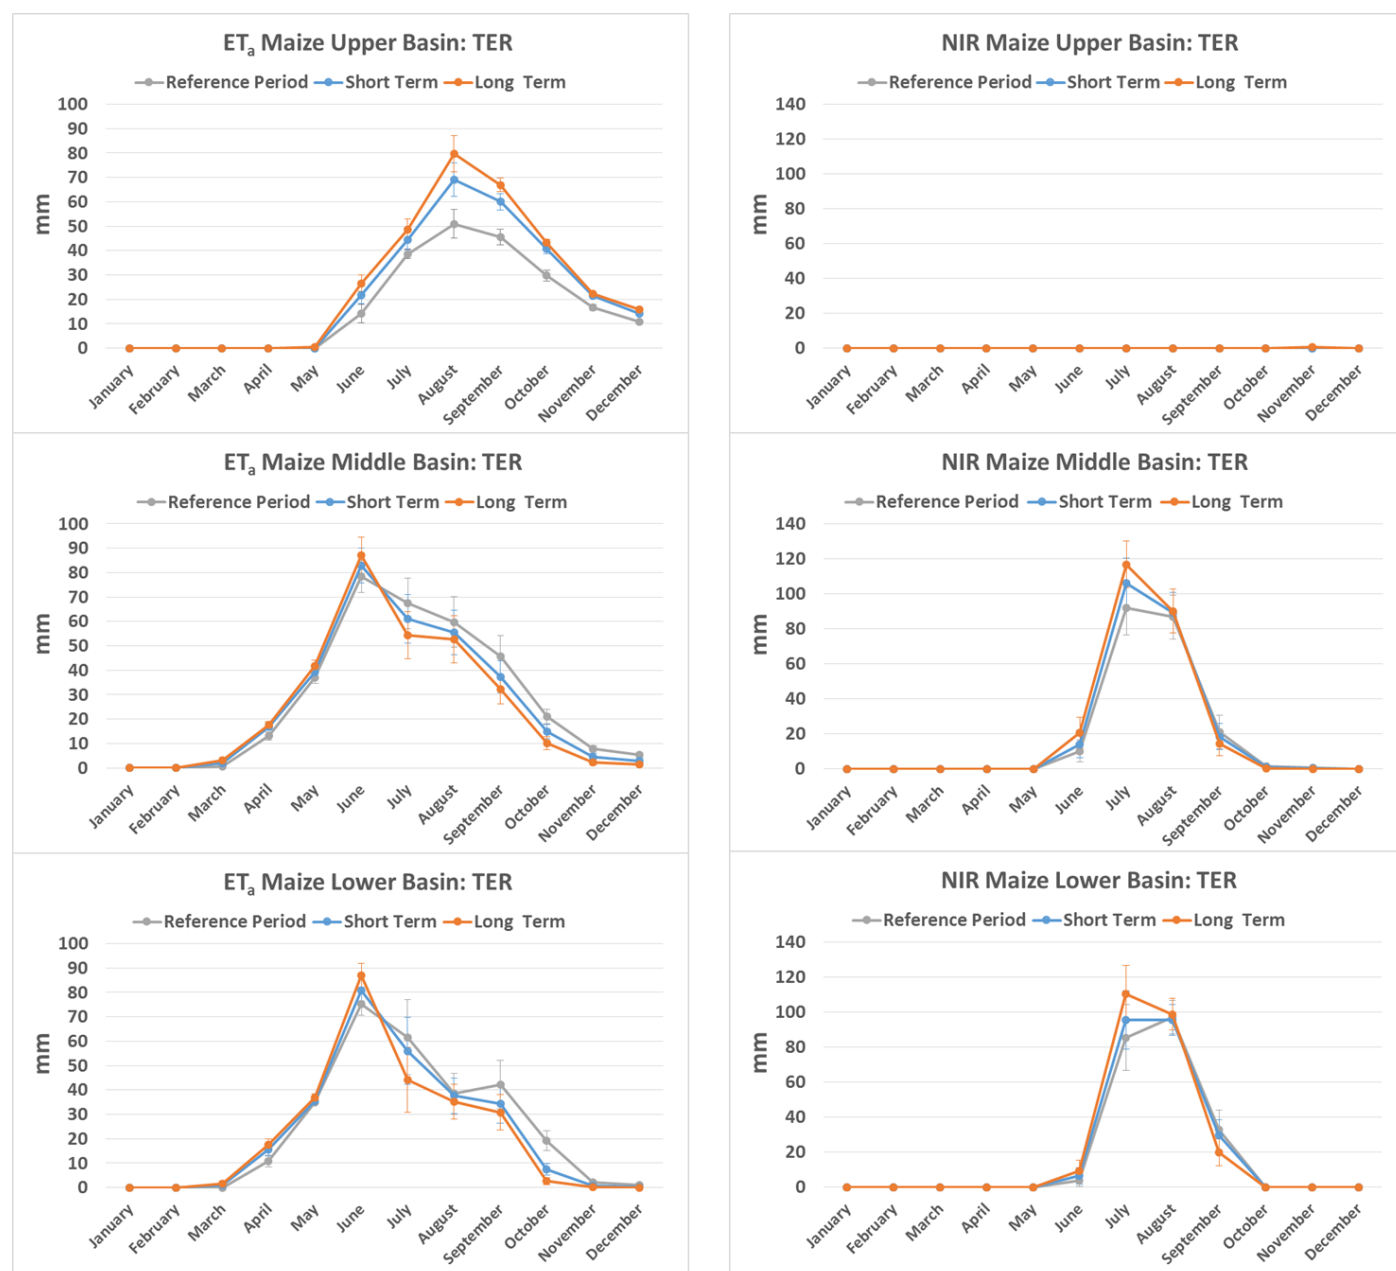 ETa Maize Upper Basin: TER
Reference Period Short Term Long Term
100
90
80
70
60
50
40
30
20
10
0
mm
January February March April May June July August September October November December
NIR Maize Upper Basin: TER
Reference Period Short Term Long Term
140
120
100
80
60
40
20
0
mm
January February March April May June July August September October November December
ETa Maize Middle Basin: TER
Reference Period Short Term Long Term
100
90
80
70
60
50
40
30
20
10
0
mm
January February March April May June July August September October November December
NIR Maize Middle Basin: TER
Reference Period Short Term Long Term
140
120
100
80
60
40
20
0
mm
January February March April May June July August September October November December
ETa Maize Lower Basin: TER
Reference Period Short Term Long Term
100
90
80
70
60
50
40
30
20
10
0
mm
January February March April May June July August September October November December
NIR Maize Lower Basin: TER
Reference Period Short Term Long Term
140
120
100
80
60
40
20
0
mm
January February March April May June July August September October November December